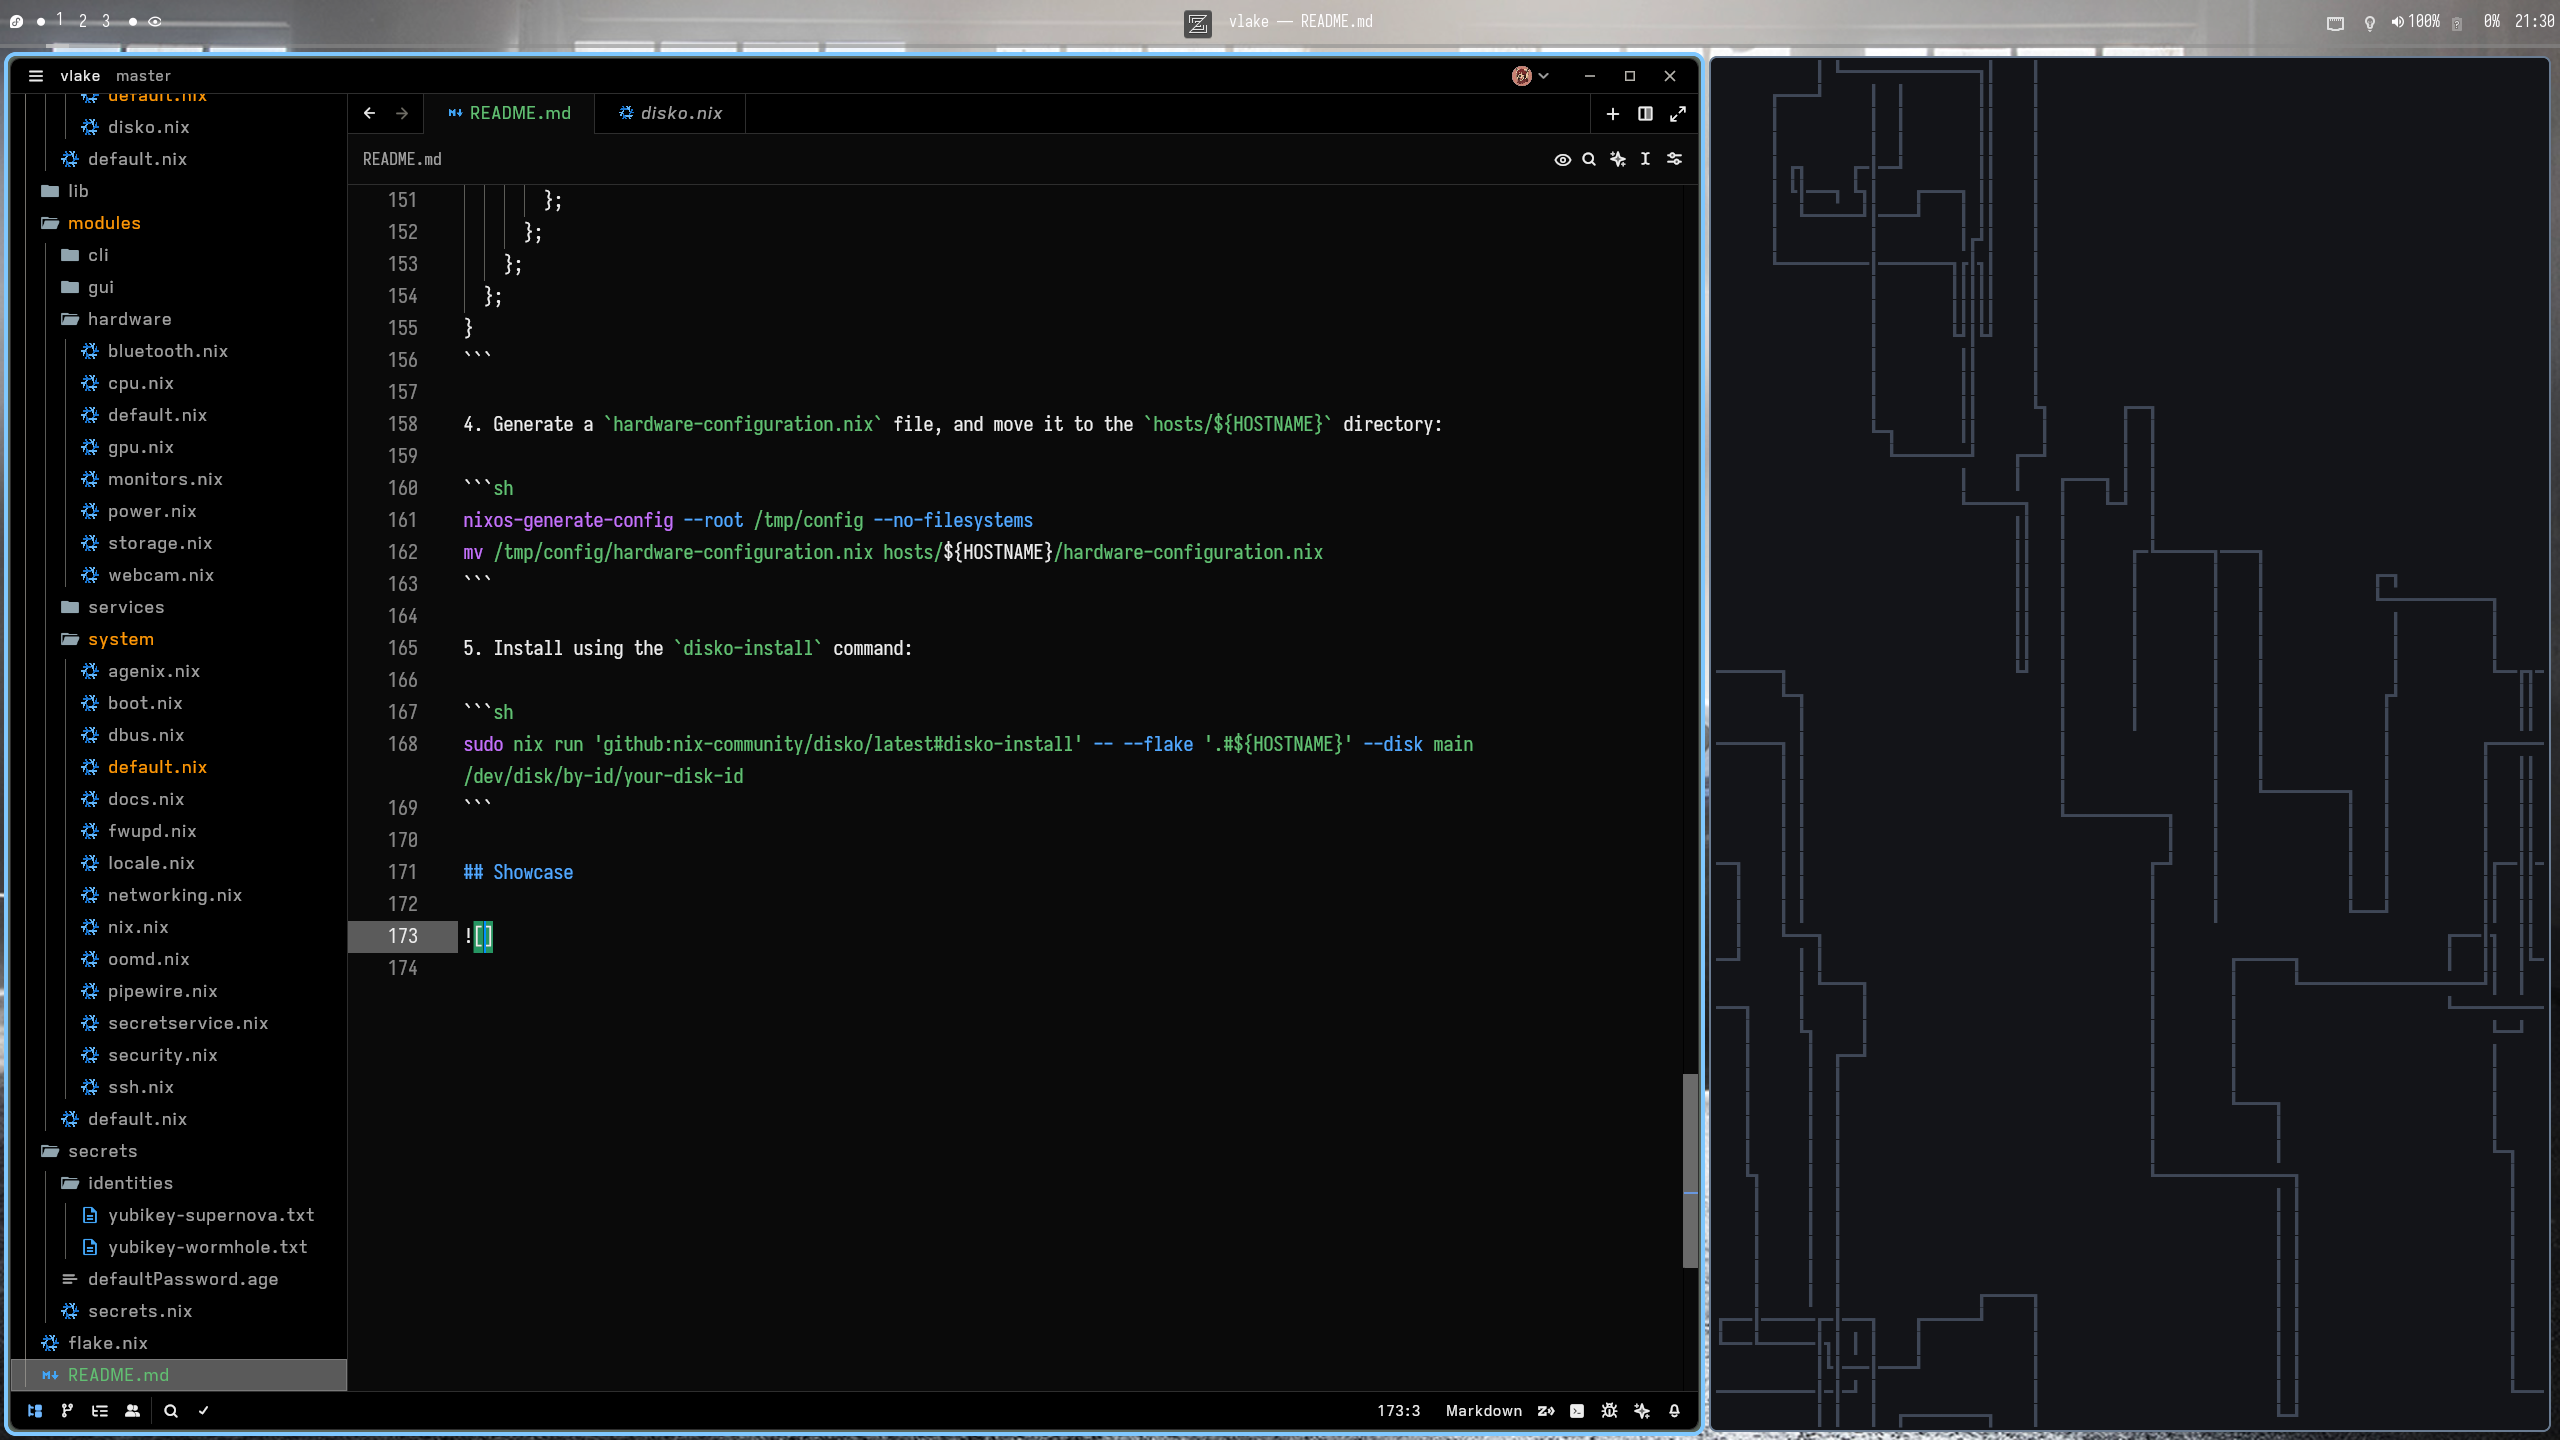 1 2 3
vlake — README.md
100% 0% 21:30
vlake master
default.nix
disko.nix
default.nix
lib
modules
cli
gui
hardware
bluetooth.nix
cpu.nix
default.nix
gpu.nix
monitors.nix
power.nix
storage.nix
webcam.nix
services
system
agenix.nix
boot.nix
dbus.nix
default.nix
docs.nix
fwupd.nix
locale.nix
networking.nix
nix.nix
oomd.nix
pipewire.nix
secretservice.nix
security.nix
ssh.nix
default.nix
secrets
identities
yubikey-supernova.txt
yubikey-wormhole.txt
defaultPassword.age
secrets.nix
flake.nix
README.md
README.md
disko.nix
README.md
151 };
152 };
153 };
154 };
155 }
156 ```
157
158 4. Generate a `hardware-configuration.nix` file, and move it to the `hosts/${HOSTNAME}` directory:
159
160 ```sh
161 nixos-generate-config --root /tmp/config --no-filesystems
162 mv /tmp/config/hardware-configuration.nix hosts/${HOSTNAME}/hardware-configuration.nix
163 ```
164
165 5. Install using the `disko-install` command:
166
167 ```sh
168 sudo nix run 'github:nix-community/disko/latest#disko-install' -- --flake '.#${HOSTNAME}' --disk main
/dev/disk/by-id/your-disk-id
169 ```
170
171 ## Showcase
172
173 ![]
174
173:3 Markdown